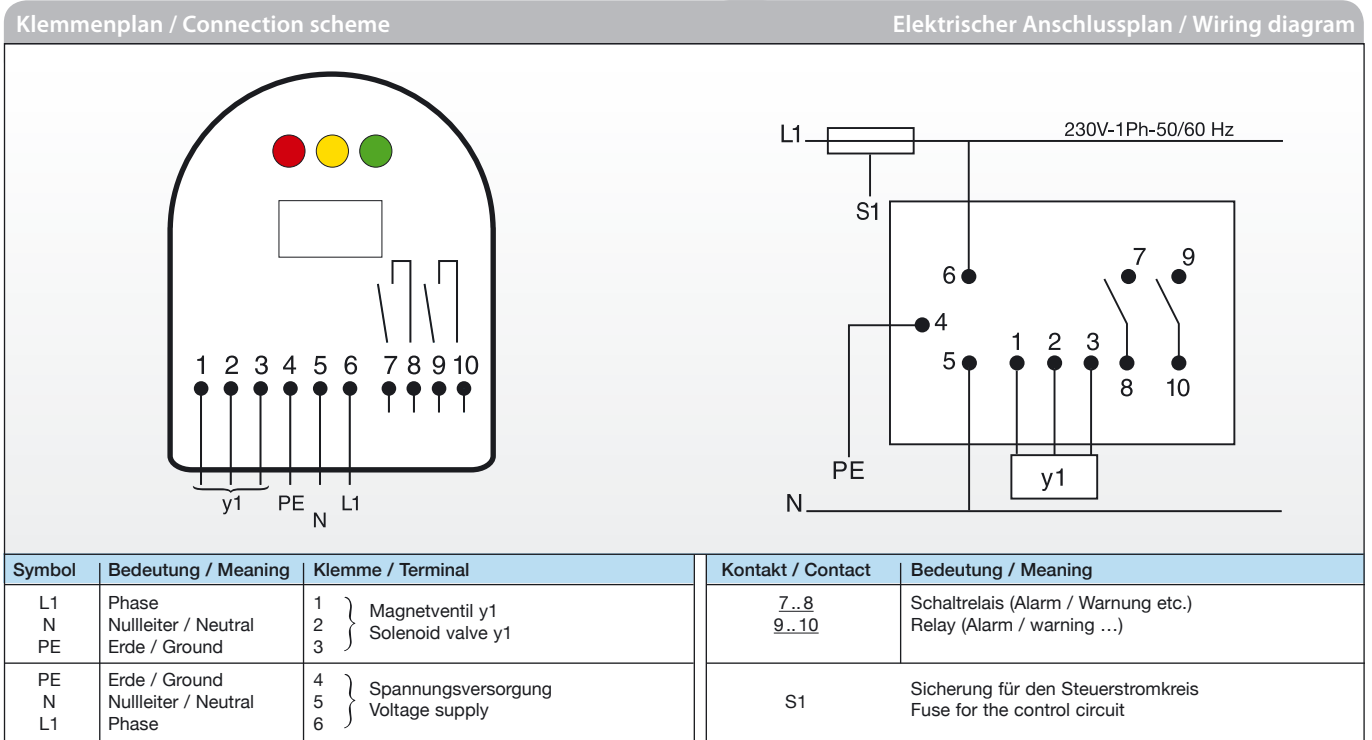 Klemmenplan / Connection scheme
Elektrischer Anschlussplan / Wiring diagram
1 2 3 4 5 6 7 8 9 10
y1 PE N L1
L1
230V-1Ph-50/60 Hz
S1
7 9
6
4
5 1 2 3
8 10
PE
y1
N
Symbol Bedeutung / Meaning Klemme / Terminal
L1 Phase 1
N Nullleiter / Neutral 2
PE Erde / Ground 3
Magnetventil y1
Solenoid valve y1
PE Erde / Ground 4
N Nullleiter / Neutral 5
L1 Phase 6
Spannungsversorgung
Voltage supply
Kontakt / Contact Bedeutung / Meaning
7..8 Schaltrelais (Alarm / Warnung etc.)
9..10 Relay (Alarm / warning ...)
S1
Sicherung für den Steuerstromkreis
Fuse for the control circuit